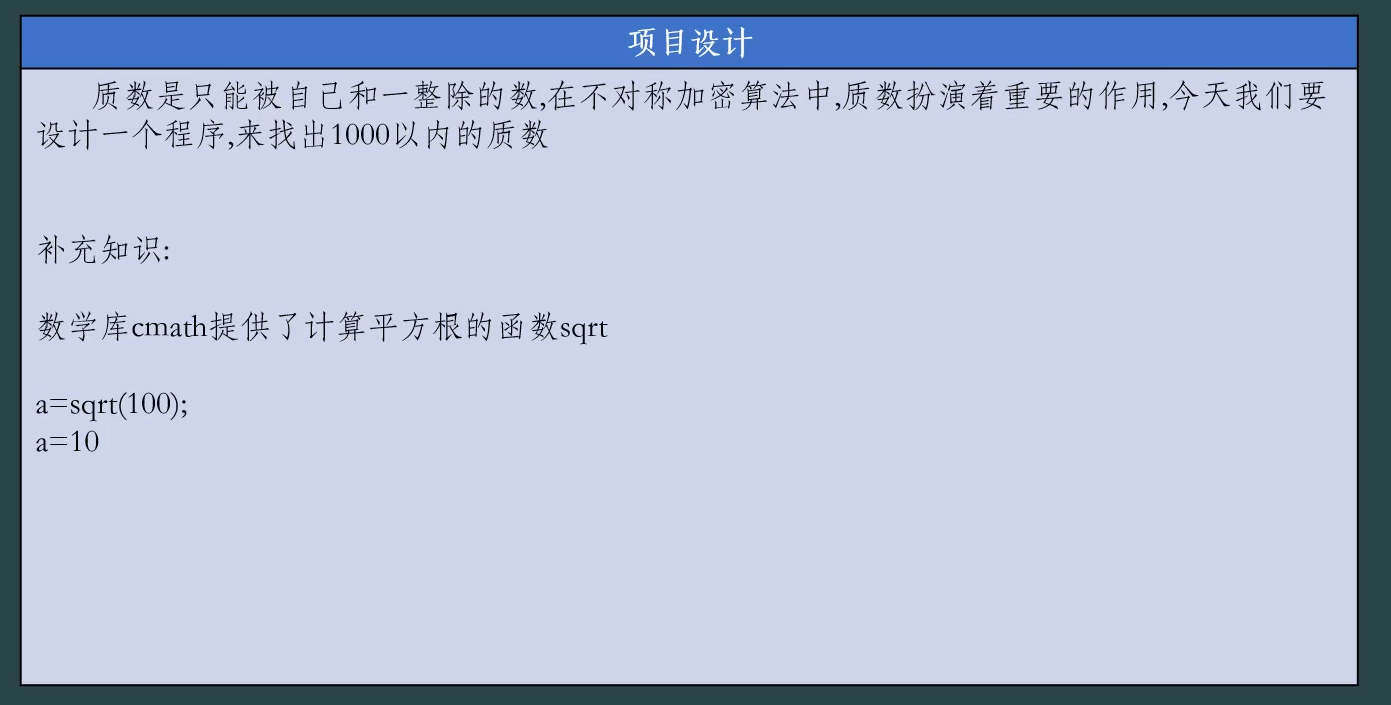 项目设计
质数是只能被自己和一整除的数,在不对称加密算法中,质数扮演着重要的作用,今天我们要
设计一个程序,来找出1000以内的质数
补充知识:
数学库cmath提供了计算平方根的函数sqrt
a=sqrt(100);
a=10